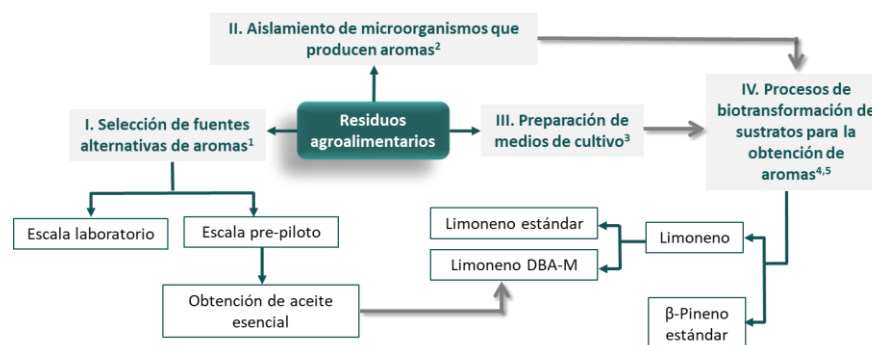 II. Aislamiento de microorganismos que
producen aromas²
IV. Procesos de
biotransformación de
sustratos para la
obtención de
aromas⁴,⁵
I. Selección de fuentes
alternativas de aromas¹
Residuos
agroalimentarios
III. Preparación de
medios de cultivo³
Escala laboratorio
Escala pre-piloto
Limoneno estándar
Limoneno
Limoneno DBA-M
Obtención de aceite
esencial
β-Pineno
estándar